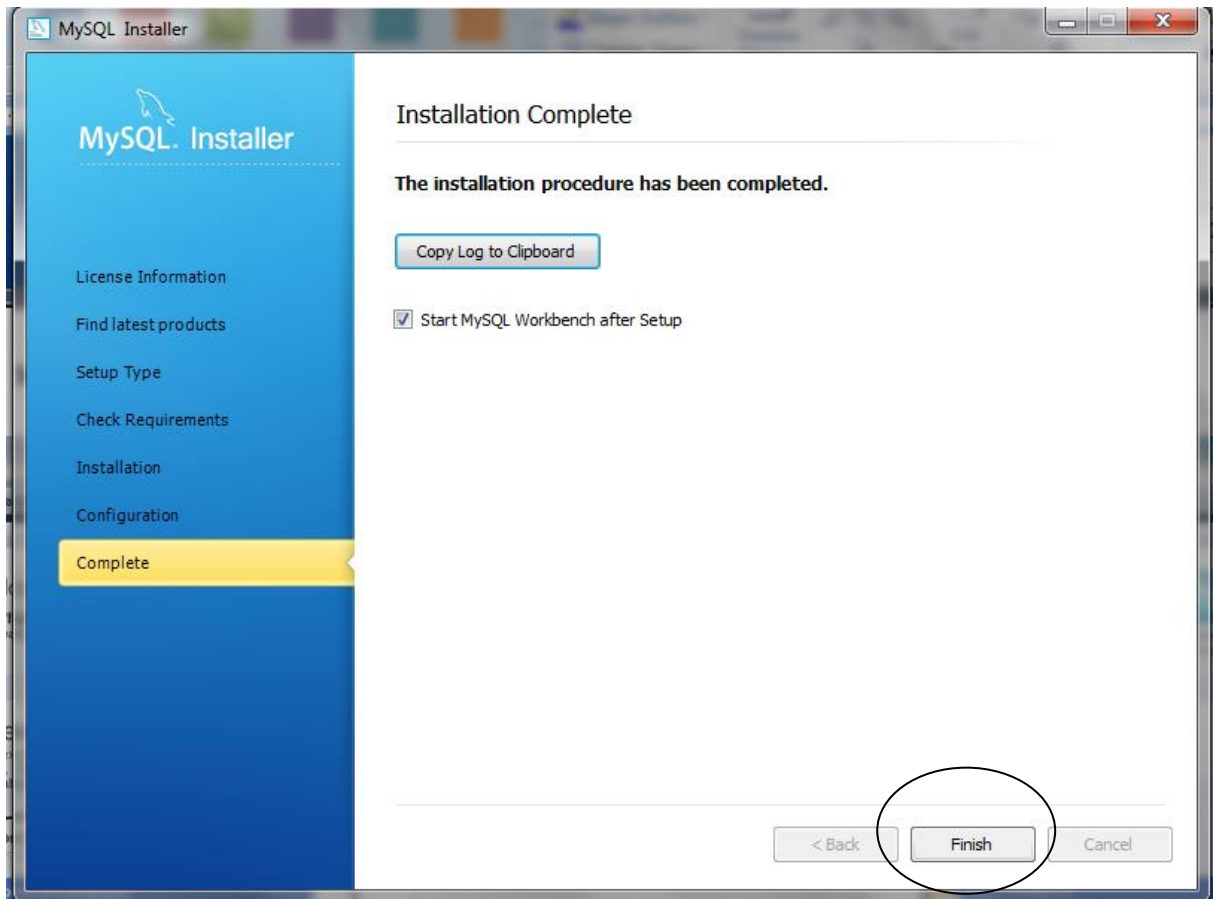 MySQL Installer
MySQL. Installer
License Information
Find latest products
Setup Type
Check Requirements
Installation
Configuration
Complete
Installation Complete
The installation procedure has been completed.
Copy Log to Clipboard
Start MySQL Workbench after Setup
< Back
Finish
Cancel